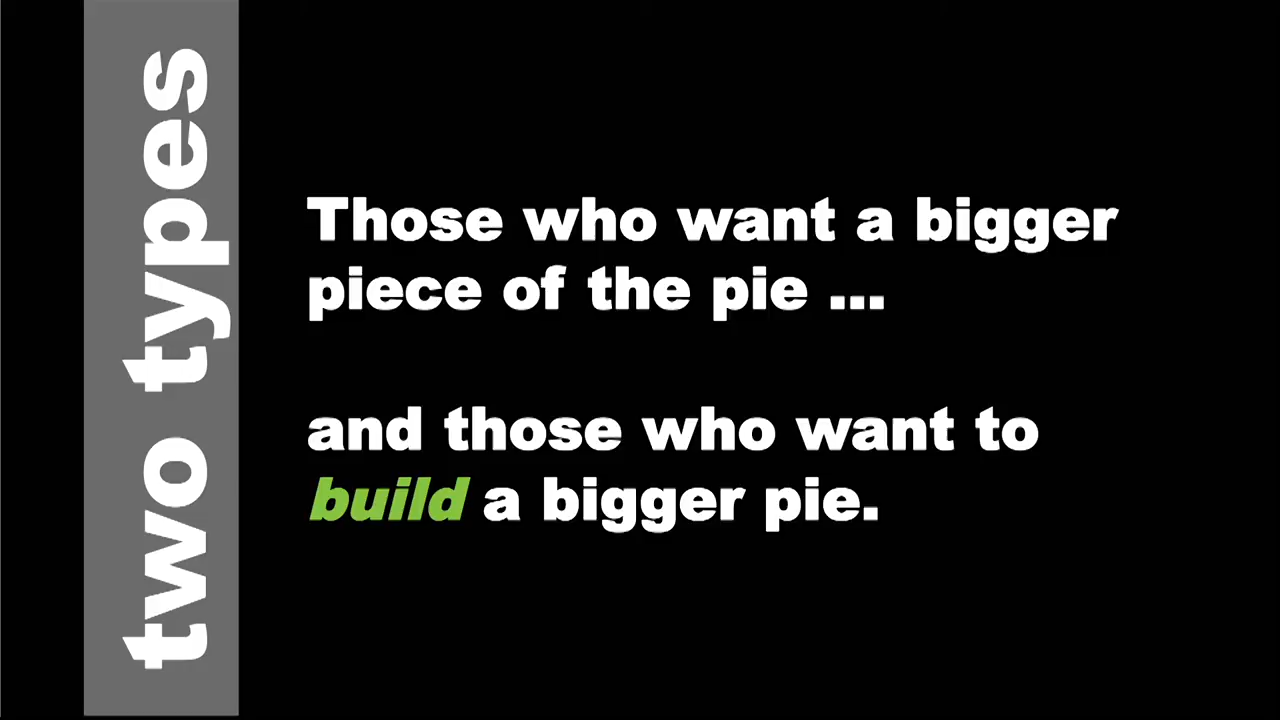 two types
Those who want a bigger
piece of the pie ...
and those who want to
build a bigger pie.